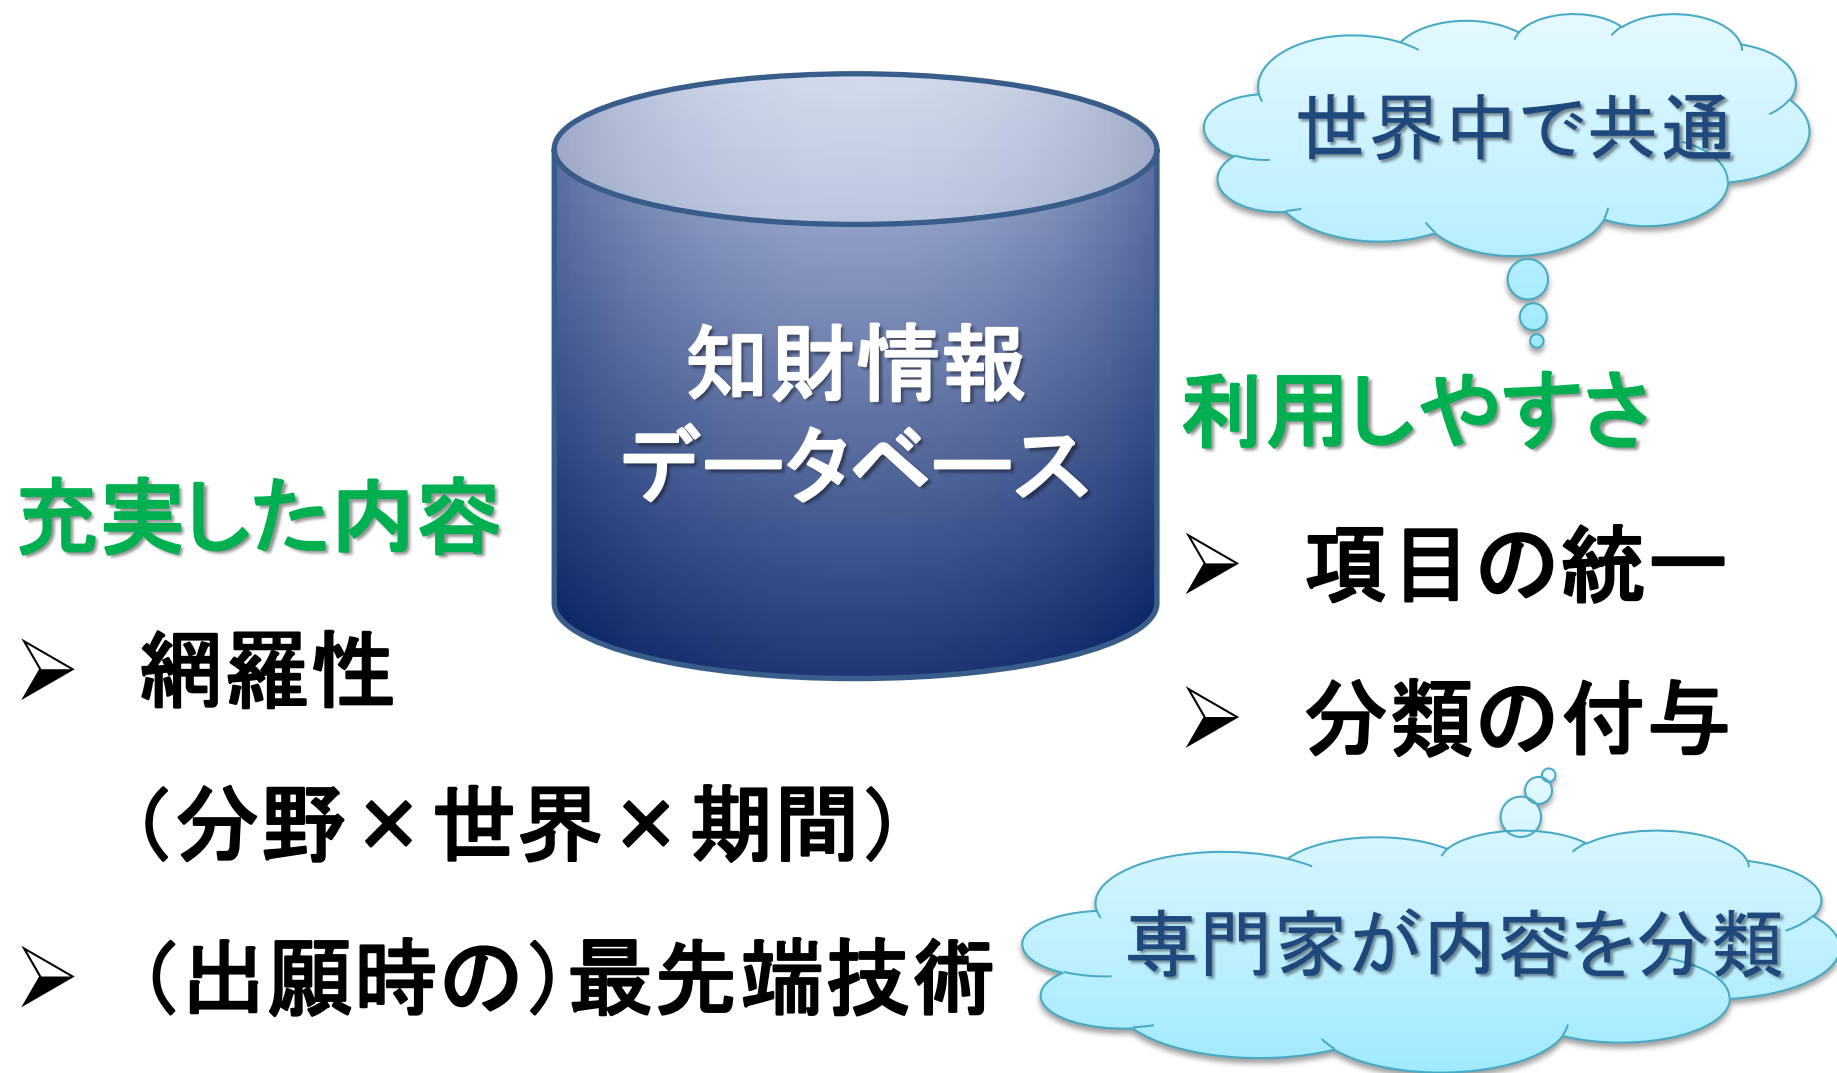 世界中で共通
知財情報
データベース
充実した内容
➢ 網羅性
（分野×世界×期間）
➢ （出願時の）最先端技術
利用しやすさ
➢ 項目の統一
➢ 分類の付与
専門家が内容を分類